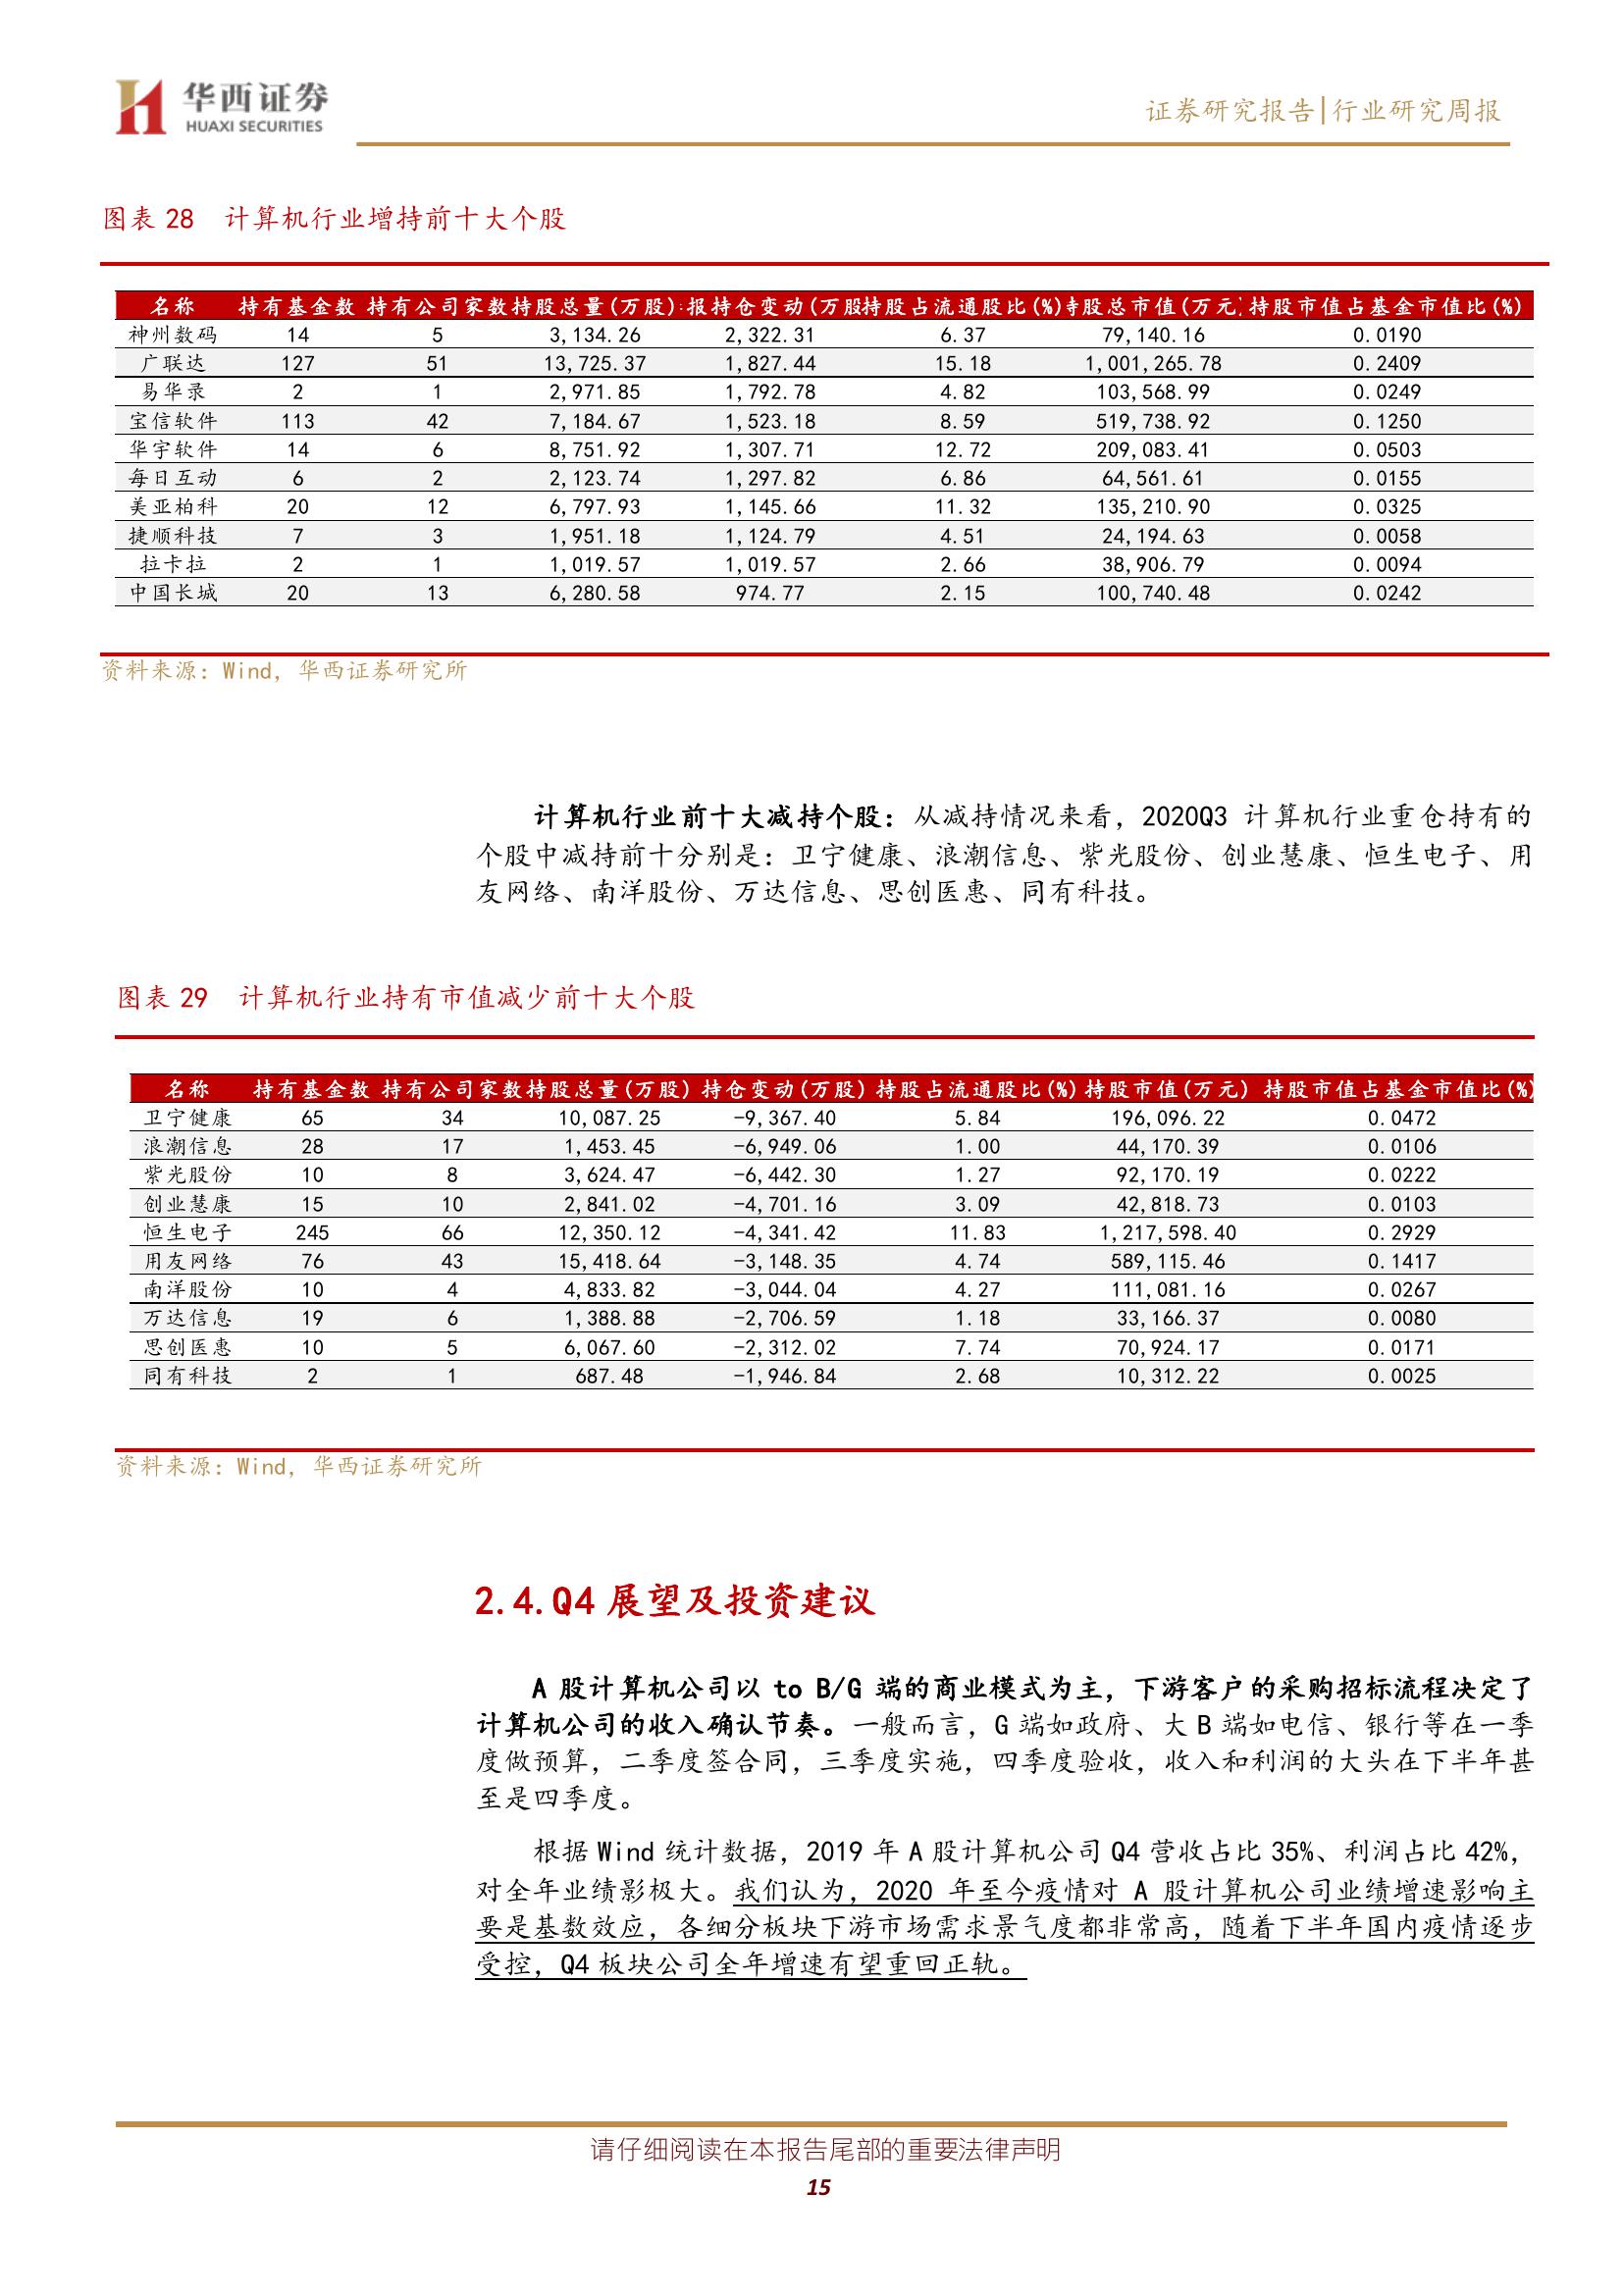 华西证券
HUAXI SECURITIES
证券研究报告|行业研究周报
图表 28 计算机行业增持前十大个股
名称 持有基金数 持有公司家数 持股总量(万股) 报持仓变动(万股 持股占流通股比(%) 持股总市值(万元) 持股市值占基金市值比(%)
神州数码 14 5 3,134.26 2,322.31 6.37 79,140.16 0.0190
广联达 127 51 13,725.37 1,827.44 15.18 1,001,265.78 0.2409
易华录 2 1 2,971.85 1,792.78 4.82 103,568.99 0.0249
宝信软件 113 42 7,184.67 1,523.18 8.59 519,738.92 0.1250
华宇软件 14 6 8,751.92 1,307.71 12.72 209,083.41 0.0503
每日互动 6 2 2,123.74 1,297.82 6.86 64,561.61 0.0155
美亚柏科 20 12 6,797.93 1,145.66 11.32 135,210.90 0.0325
捷顺科技 7 3 1,951.18 1,124.79 4.51 24,194.63 0.0058
拉卡拉 2 1 1,019.57 1,019.57 2.66 38,906.79 0.0094
中国长城 20 13 6,280.58 974.77 2.15 100,740.48 0.0242
资料来源：Wind，华西证券研究所
计算机行业前十大减持个股：从减持情况来看，2020Q3 计算机行业重仓持有的
个股中减持前十分别是：卫宁健康、浪潮信息、紫光股份、创业慧康、恒生电子、用
友网络、南洋股份、万达信息、思创医惠、同有科技。
图表 29 计算机行业持有市值减少前十大个股
名称 持有基金数 持有公司家数 持股总量(万股) 持仓变动(万股) 持股占流通股比(%) 持股市值(万元) 持股市值占基金市值比(%)
卫宁健康 65 34 10,087.25 -9,367.40 5.84 196,096.22 0.0472
浪潮信息 28 17 1,453.45 -6,949.06 1.00 44,170.39 0.0106
紫光股份 10 8 3,624.47 -6,442.30 1.27 92,170.19 0.0222
创业慧康 15 10 2,841.02 -4,701.16 3.09 42,818.73 0.0103
恒生电子 245 66 12,350.12 -4,341.42 11.83 1,217,598.40 0.2929
用友网络 76 43 15,418.64 -3,148.35 4.74 589,115.46 0.1417
南洋股份 10 4 4,833.82 -3,044.04 4.27 111,081.16 0.0267
万达信息 19 6 1,388.88 -2,706.59 1.18 33,166.37 0.0080
思创医惠 10 5 6,067.60 -2,312.02 7.74 70,924.17 0.0171
同有科技 2 1 687.48 -1,946.84 2.68 10,312.22 0.0025
资料来源：Wind，华西证券研究所
2.4.Q4 展望及投资建议
A 股计算机公司以 to B/G 端的商业模式为主，下游客户的采购招标流程决定了
计算机公司的收入确认节奏。一般而言，G 端如政府、大 B 端如电信、银行等在一季
度做预算，二季度签合同，三季度实施，四季度验收，收入和利润的大头在下半年甚
至是四季度。
根据 Wind 统计数据，2019 年 A 股计算机公司 Q4 营收占比 35%、利润占比 42%，
对全年业绩影极大。我们认为，2020 年至今疫情对 A 股计算机公司业绩增速影响主
要是基数效应，各细分板块下游市场需求景气度都非常高，随着下半年国内疫情逐步
受控，Q4 板块公司全年增速有望重回正轨。
请仔细阅读在本报告尾部的重要法律声明
15